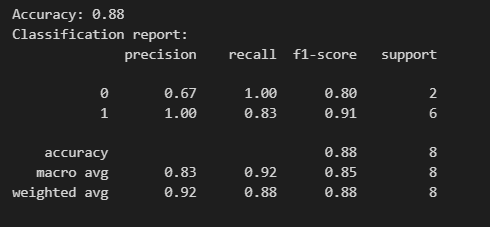 Accuracy: 0.88
Classification report:
precision recall f1-score support
0 0.67 1.00 0.80 2
1 1.00 0.83 0.91 6
accuracy 0.88 8
macro avg 0.83 0.92 0.85 8
weighted avg 0.92 0.88 0.88 8